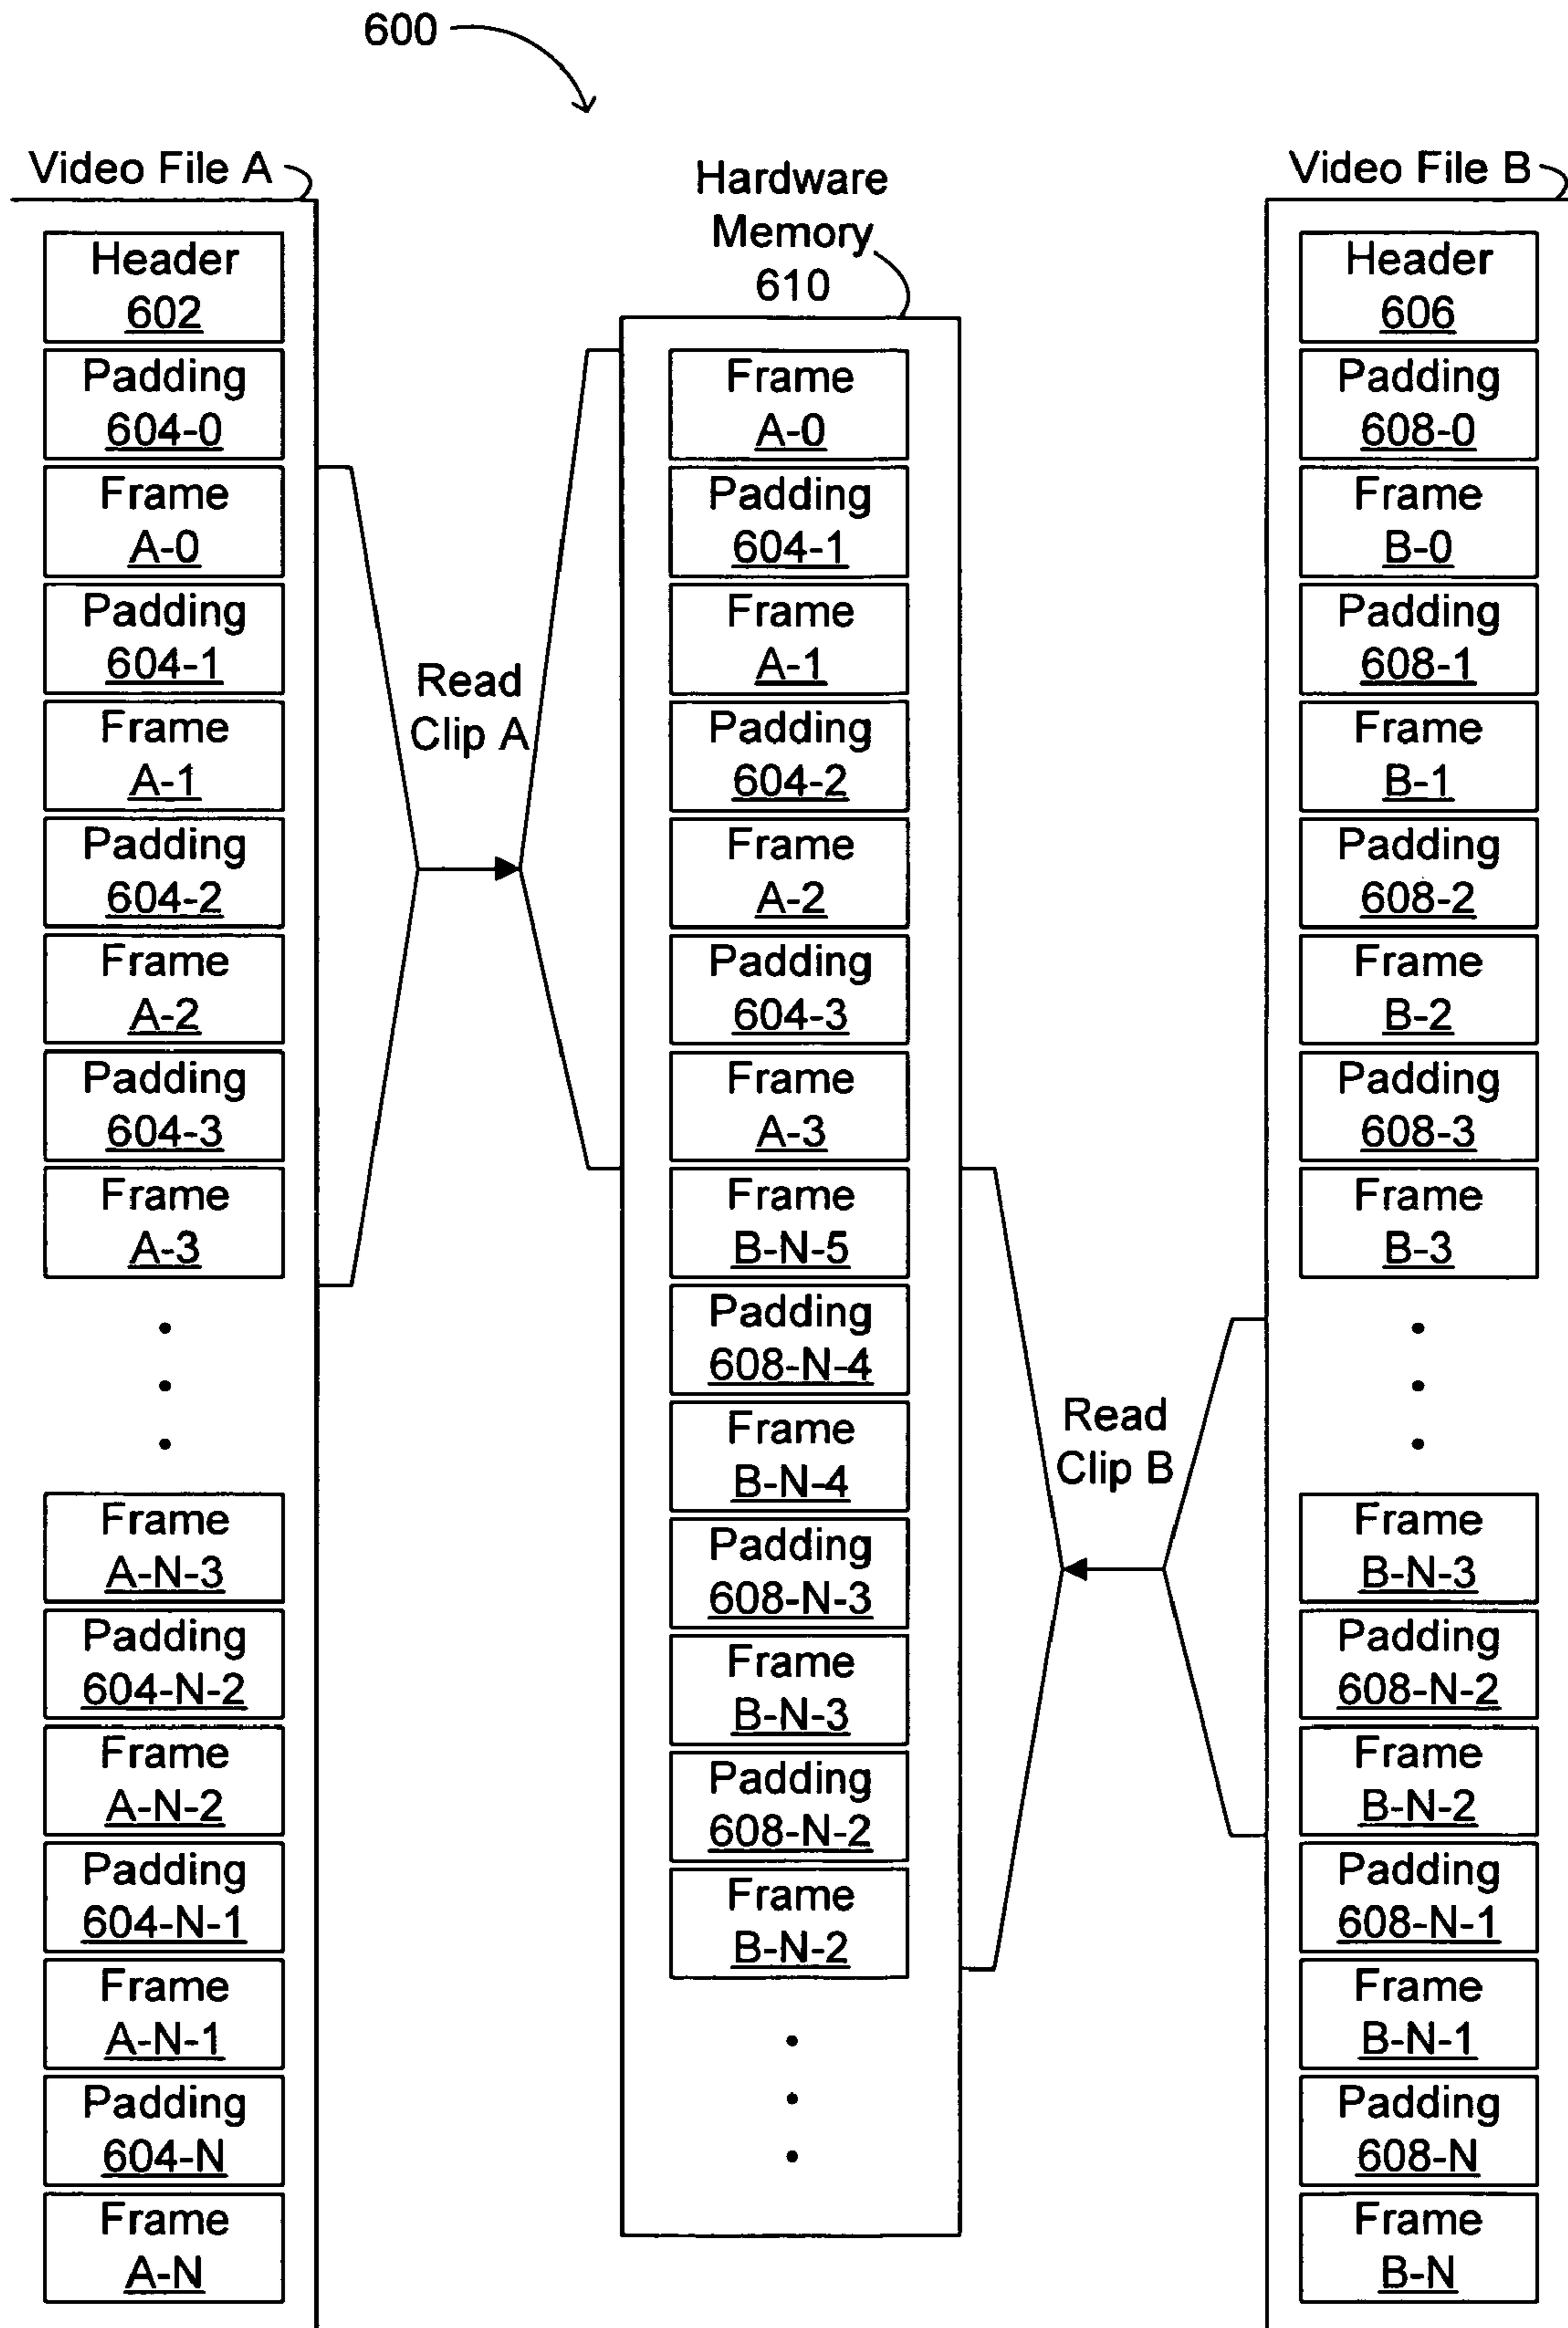 600
Video File A
Header
602
Padding
604-0
Frame
A-0
Padding
604-1
Frame
A-1
Padding
604-2
Frame
A-2
Padding
604-3
Frame
A-3
Frame
A-N-3
Padding
604-N-2
Frame
A-N-2
Padding
604-N-1
Frame
A-N-1
Padding
604-N
Frame
A-N
Read
Clip A
Hardware
Memory
610
Frame
A-0
Padding
604-1
Frame
A-1
Padding
604-2
Frame
A-2
Padding
604-3
Frame
A-3
Frame
B-N-5
Padding
608-N-4
Frame
B-N-4
Padding
608-N-3
Frame
B-N-3
Padding
608-N-2
Frame
B-N-2
Read
Clip B
Video File B
Header
606
Padding
608-0
Frame
B-0
Padding
608-1
Frame
B-1
Padding
608-2
Frame
B-2
Padding
608-3
Frame
B-3
Frame
B-N-3
Padding
608-N-2
Frame
B-N-2
Padding
608-N-1
Frame
B-N-1
Padding
608-N
Frame
B-N